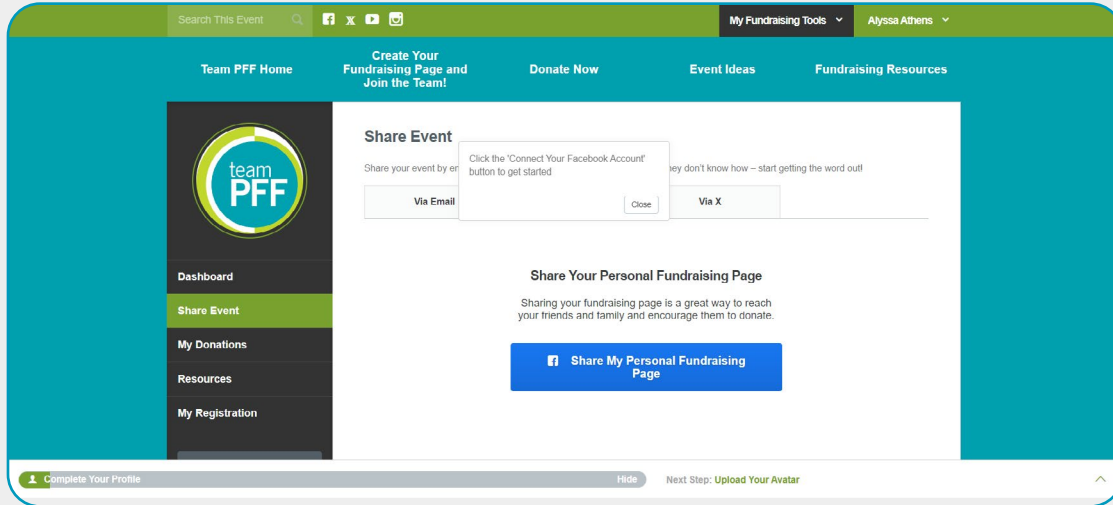 Search This Event
My Fundraising Tools
Alyssa Athens
Team PFF Home
Create Your
Fundraising Page and
Join the Team!
Donate Now
Event Ideas
Fundraising Resources
team
PFF
Dashboard
Share Event
My Donations
Resources
My Registration
Share Event
Share your event by
ey don't know how – start getting the word out!
Click the 'Connect Your Facebook Account'
button to get started
Close
Via Email
Via X
Share Your Personal Fundraising Page
Sharing your fundraising page is a great way to reach
your friends and family and encourage them to donate.
Share My Personal Fundraising
Page
Complete Your Profile
Hide
Next Step: Upload Your Avatar